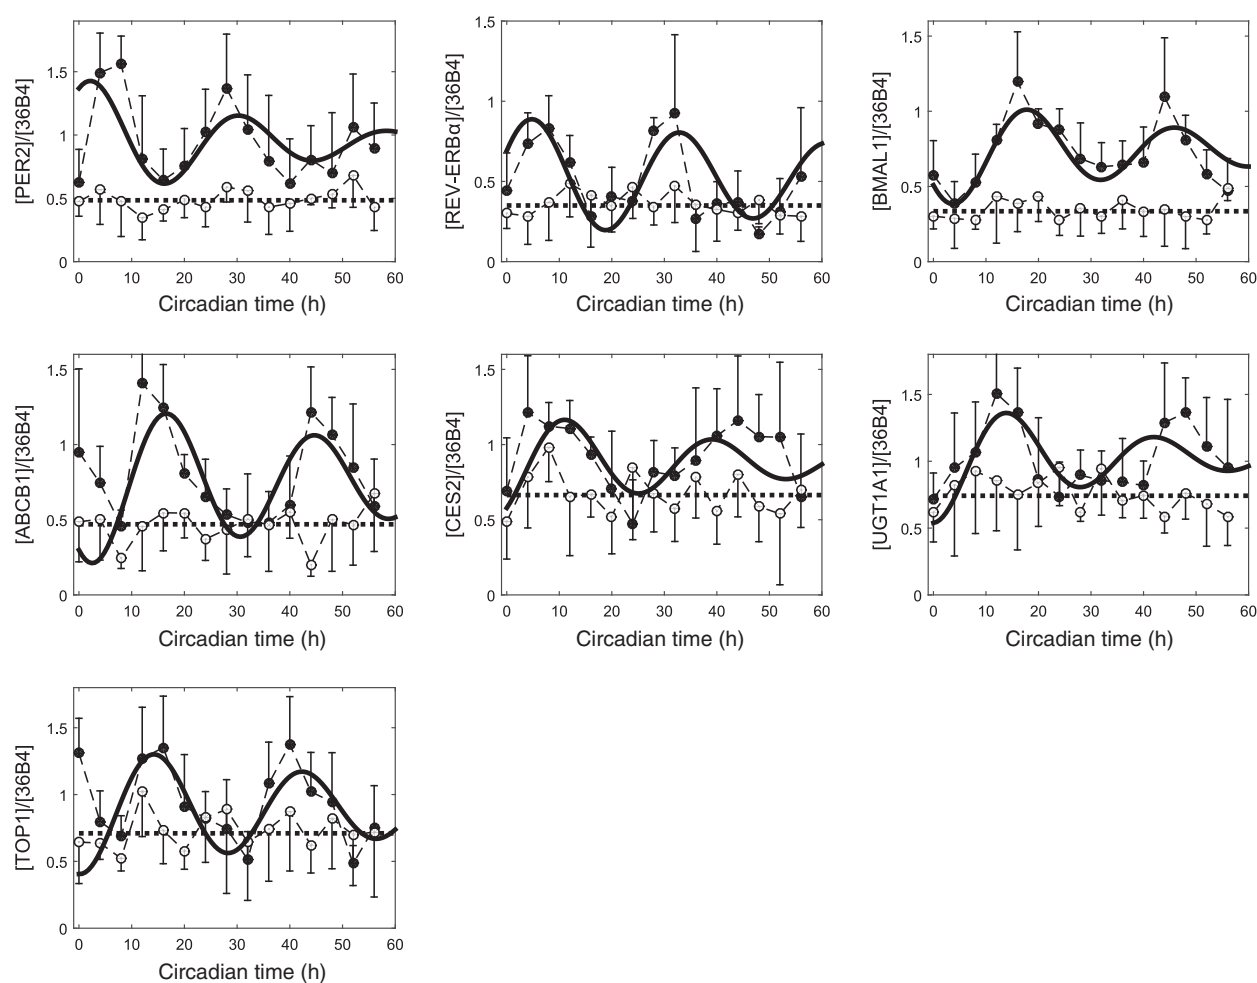 [PER2]/[36B4]
1.5
1
0.5
0
0 10 20 30 40 50 60
Circadian time (h)
[REV-ERBα]/[36B4]
1.5
1
0.5
0
0 10 20 30 40 50 60
Circadian time (h)
[BMAL1]/[36B4]
1.5
1
0.5
0
0 10 20 30 40 50 60
Circadian time (h)
[ABCB1]/[36B4]
1.5
1
0.5
0
0 10 20 30 40 50 60
Circadian time (h)
[CES2]/[36B4]
1.5
1
0.5
0
0 10 20 30 40 50 60
Circadian time (h)
[UGT1A1]/[36B4]
1.5
1
0.5
0
0 10 20 30 40 50 60
Circadian time (h)
[TOP1]/[36B4]
1.5
1
0.5
0
0 10 20 30 40 50 60
Circadian time (h)